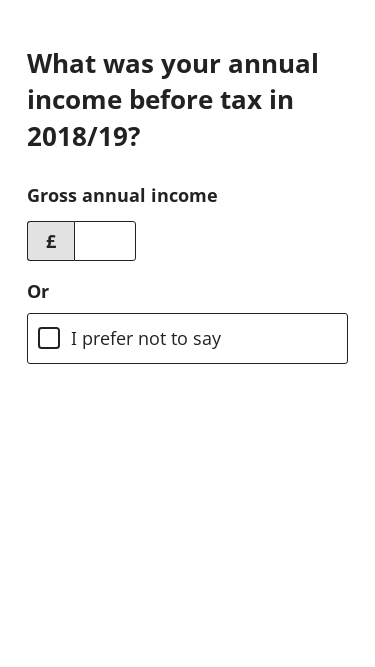 What was your annual
income before tax in
2018/19?
Gross annual income
£
Or
I prefer not to say